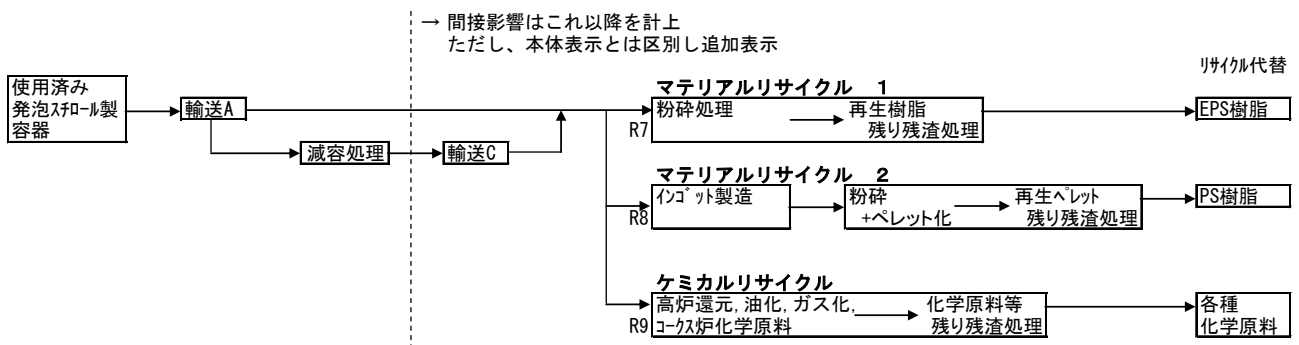 → 間接影響はこれ以降を計上
ただし、本体表示とは区別し追加表示
ﾘｻｲｸﾙ代替
使用済み
発泡ｽﾁﾛｰﾙ製
容器
輸送A
減容処理
輸送C
マテリアルリサイクル 1
R7
粉砕処理
再生樹脂
残り残渣処理
EPS樹脂
マテリアルリサイクル 2
R8
ｲﾝｺﾞｯﾄ製造
粉砕
+ペレット化
再生ペレット
残り残渣処理
PS樹脂
ケミカルリサイクル
R9
高炉還元,油化,ガス化,
ｺｰｸｽ炉化学原料
化学原料等
残り残渣処理
各種
化学原料